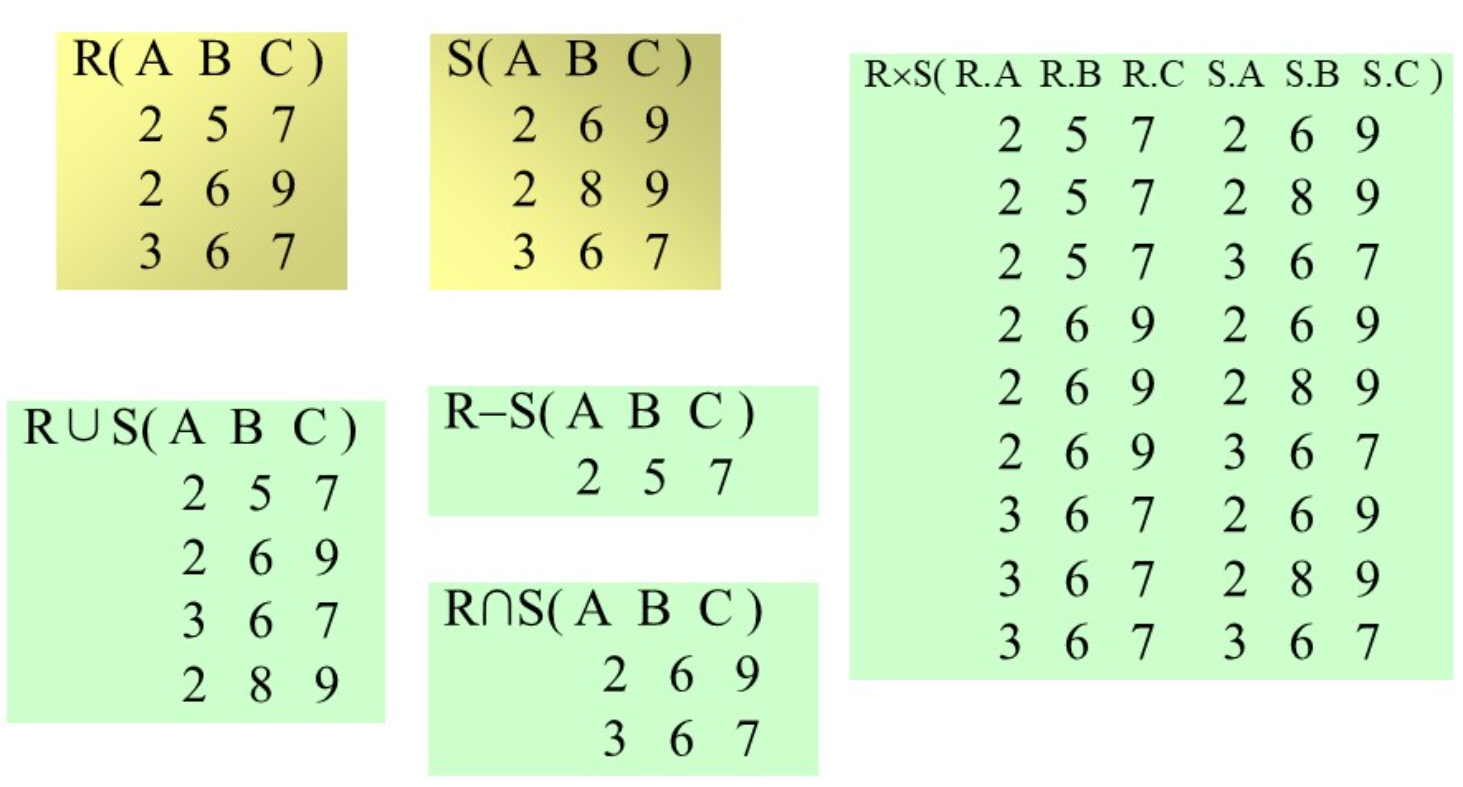 R( A B C )
2 5 7
2 6 9
3 6 7
S( A B C )
2 6 9
2 8 9
3 6 7
R×S( R.A R.B R.C S.A S.B S.C )
2 5 7 2 6 9
2 5 7 2 8 9
2 5 7 3 6 7
2 6 9 2 6 9
2 6 9 2 8 9
2 6 9 3 6 7
3 6 7 2 6 9
3 6 7 2 8 9
3 6 7 3 6 7
R∪S( A B C )
2 5 7
2 6 9
3 6 7
2 8 9
R–S( A B C )
2 5 7
R∩S( A B C )
2 6 9
3 6 7